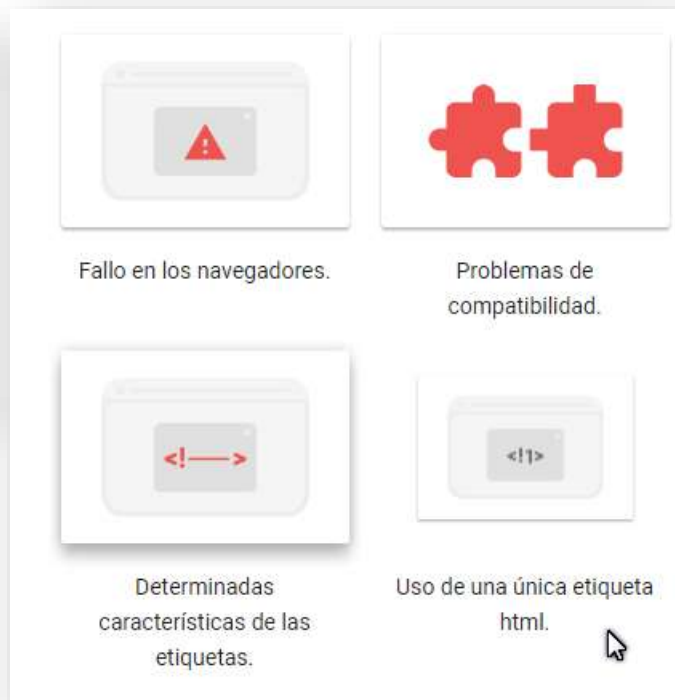 Fallo en los navegadores.
Problemas de
compatibilidad.
<!——>
<!1>
Determinadas
características de las
etiquetas.
Uso de una única etiqueta
html.